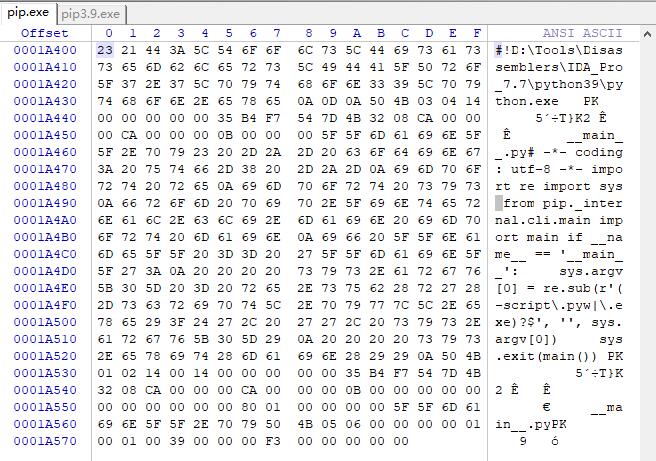 pip.exe pip3.9.exe
Offset 0 1 2 3 4 5 6 7 8 9 A B C D E F ANSI ASCII
0001A400 23 21 44 3A 5C 54 6F 6F 6C 73 5C 44 69 73 61 73 #!D:\Tools\Disas
0001A410 73 65 6D 62 6C 65 72 73 5C 49 44 41 5F 50 72 6F semblers\IDA_Pro
0001A420 5F 37 2E 37 5C 70 79 74 68 6F 6E 33 39 5C 70 79 _7.7\python39\py
0001A430 74 68 6F 6E 2E 65 78 65 0A 0D 0A 50 4B 03 04 14 thon.exe PK
0001A440 00 00 00 00 00 35 B4 F7 54 7D 4B 32 08 CA 00 00 5´÷T}K2 Ê
0001A450 00 CA 00 00 00 0B 00 00 00 5F 5F 6D 61 69 6E 5F Ê __main_
0001A460 5F 2E 70 79 23 20 2D 2A 2D 20 63 6F 64 69 6E 67 _.py# -*- coding
0001A470 3A 20 75 74 66 2D 38 20 2D 2A 2D 0A 69 6D 70 6F : utf-8 -*- impo
0001A480 72 74 20 72 65 0A 69 6D 70 6F 72 74 20 73 79 73 rt re import sys
0001A490 0A 66 72 6F 6D 20 70 69 70 2E 5F 69 6E 74 65 72 from pip._inter
0001A4A0 6E 61 6C 2E 63 6C 69 2E 6D 61 69 6E 20 69 6D 70 nal.cli.main imp
0001A4B0 6F 72 74 20 6D 61 69 6E 0A 69 66 20 5F 5F 6E 61 ort main if __na
0001A4C0 6D 65 5F 5F 20 3D 3D 20 27 5F 5F 6D 61 69 6E 5F me__ == '__main_
0001A4D0 5F 27 3A 0A 20 20 20 20 73 79 73 2E 61 72 67 76 _': sys.argv
0001A4E0 5B 30 5D 20 3D 20 72 65 2E 73 75 62 28 72 27 28 [0] = re.sub(r'(
0001A4F0 2D 73 63 72 69 70 74 5C 2E 70 79 77 7C 5C 2E 65 -script\.pyw|\.e
0001A500 78 65 29 3F 24 27 2C 20 27 27 2C 20 73 79 73 2E xe)?$', '', sys.
0001A510 61 72 67 76 5B 30 5D 29 0A 20 20 20 20 73 79 73 argv[0]) sys
0001A520 2E 65 78 69 74 28 6D 61 69 6E 28 29 29 0A 50 4B .exit(main()) PK
0001A530 01 02 14 00 14 00 00 00 00 00 35 B4 F7 54 7D 4B 5´÷T}K
0001A540 32 08 CA 00 00 00 CA 00 00 00 0B 00 00 00 00 00 2 Ê Ê
0001A550 00 00 00 00 00 00 80 01 00 00 00 00 5F 5F 6D 61 € __ma
0001A560 69 6E 5F 5F 2E 70 79 50 4B 05 06 00 00 00 00 01 in__.pyPK
0001A570 00 01 00 39 00 00 00 F3 00 00 00 00 00 9 ó